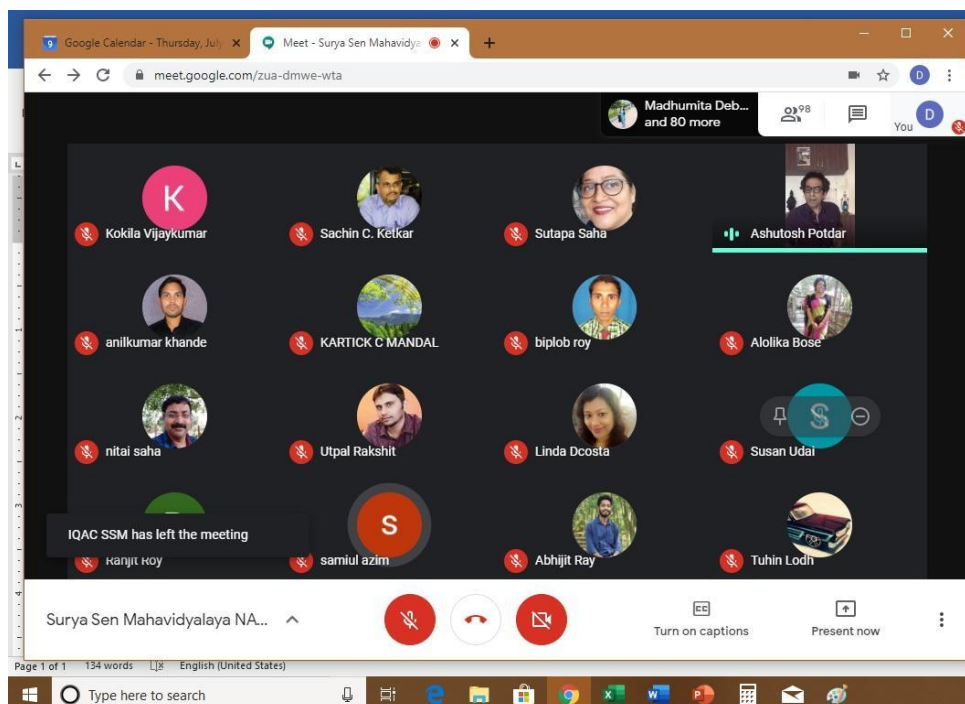 Google Calendar - Thursday, July
Meet - Surya Sen Mahavidya
meet.google.com/zua-dmwe-wta
D
Madhumita Deb...
and 80 more
98
You
D
K
Kokila Vijaykumar
Sachin C. Ketkar
Sutapa Saha
Ashutosh Potdar
anilkumar khande
KARTICK C MANDAL
biplob roy
Alolika Bose
nitai saha
Utpal Rakshit
Linda Dcosta
S
Susan Udai
IQAC SSM has left the meeting
S
Ranjit Roy
samiul azim
Abhijit Ray
Tuhin Lodh
Surya Sen Mahavidyalaya NA...
CC
Turn on captions
Present now
Page 1 of 1
134 words
English (United States)
Type here to search